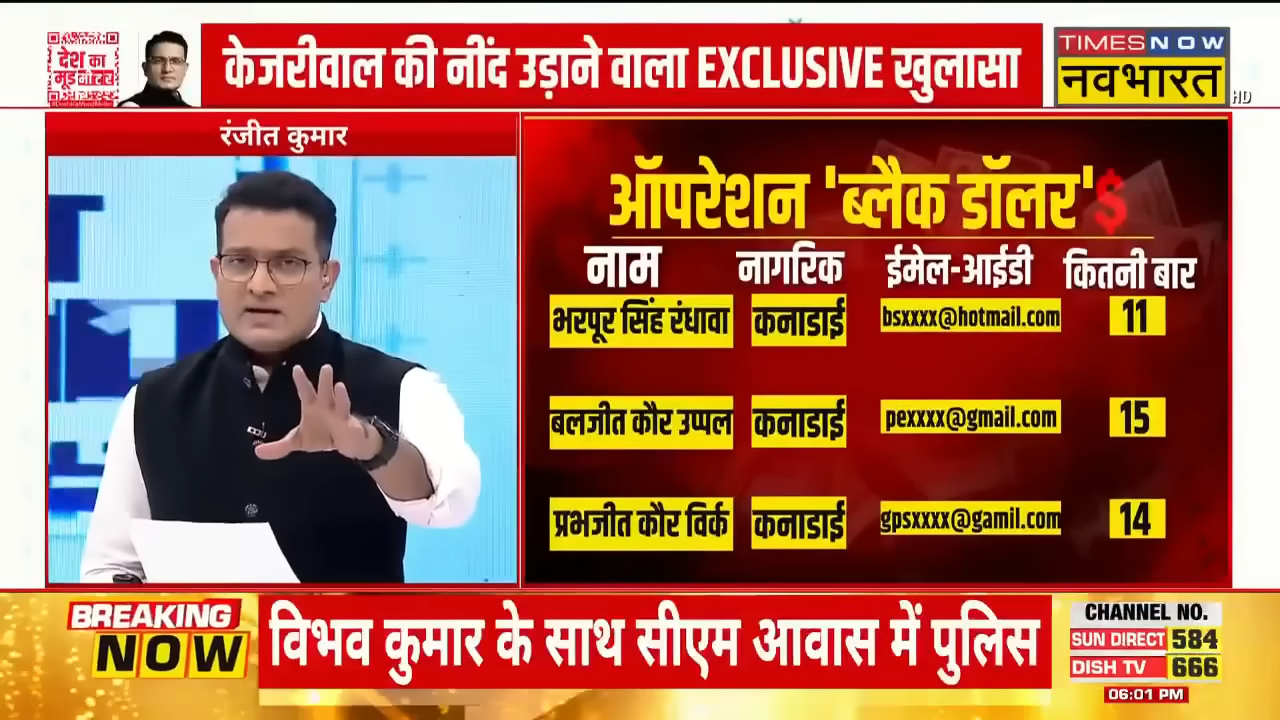 देश का
मूड मीटर
केजरीवाल की नींद उड़ाने वाला EXCLUSIVE खुलासा
TIMES NOW
नवभारत
HD
रंजीत कुमार
ऑपरेशन 'ब्लैक डॉलर' $
नाम नागरिक ईमेल-आईडी कितनी बार
भरपूर सिंह रंधावा कनाडाई bsxxxx@hotmail.com 11
बलजीत कौर उप्पल कनाडाई pexxxx@gmail.com 15
प्रभजीत कौर विर्क कनाडाई gpsxxxx@gamil.com 14
BREAKING
NOW
विभव कुमार के साथ सीएम आवास में पुलिस
CHANNEL NO.
SUN DIRECT 584
DISH TV 666
06:01 PM